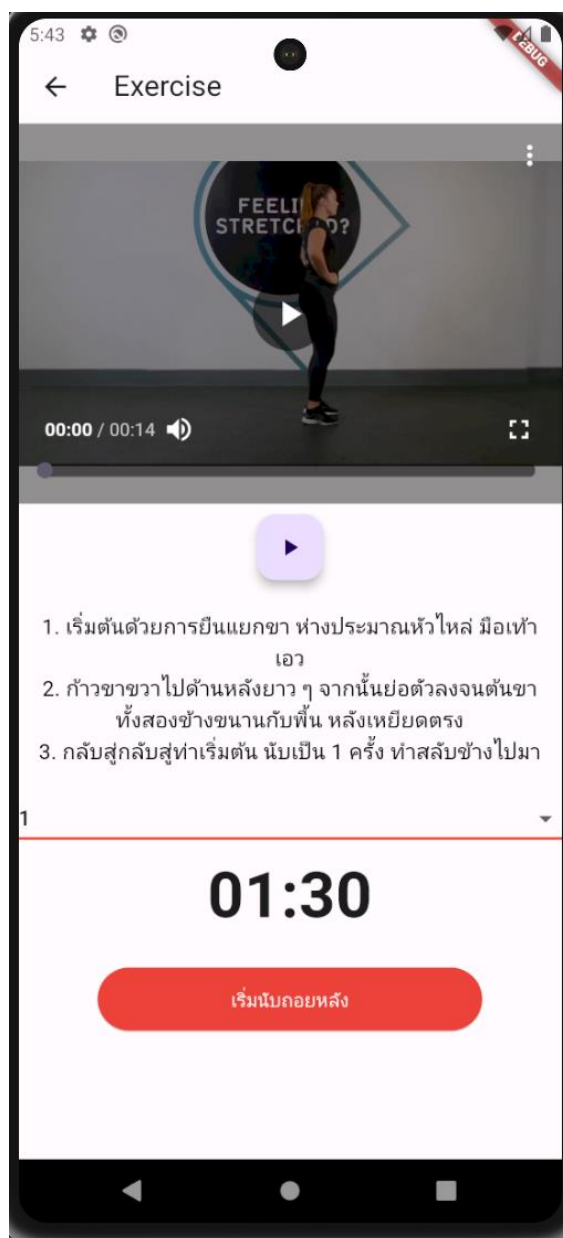 5:43
DEBUG
Exercise
FEELI
STRETC D?
00:00 / 00:14
1. เริ่มต้นด้วยการยืนแยกขา ห่างประมาณหัวไหล่ มือเท้า
เอว
2. ก้าวขาขวาไปด้านหลังยาว ๆ จากนั้นย่อตัวลงจนต้นขา
ทั้งสองข้างขนานกับพื้น หลังเหยียดตรง
3. กลับสู่กลับสู่ท่าเริ่มต้น นับเป็น 1 ครั้ง ทำสลับข้างไปมา
1
01:30
เริ่มนับถอยหลัง